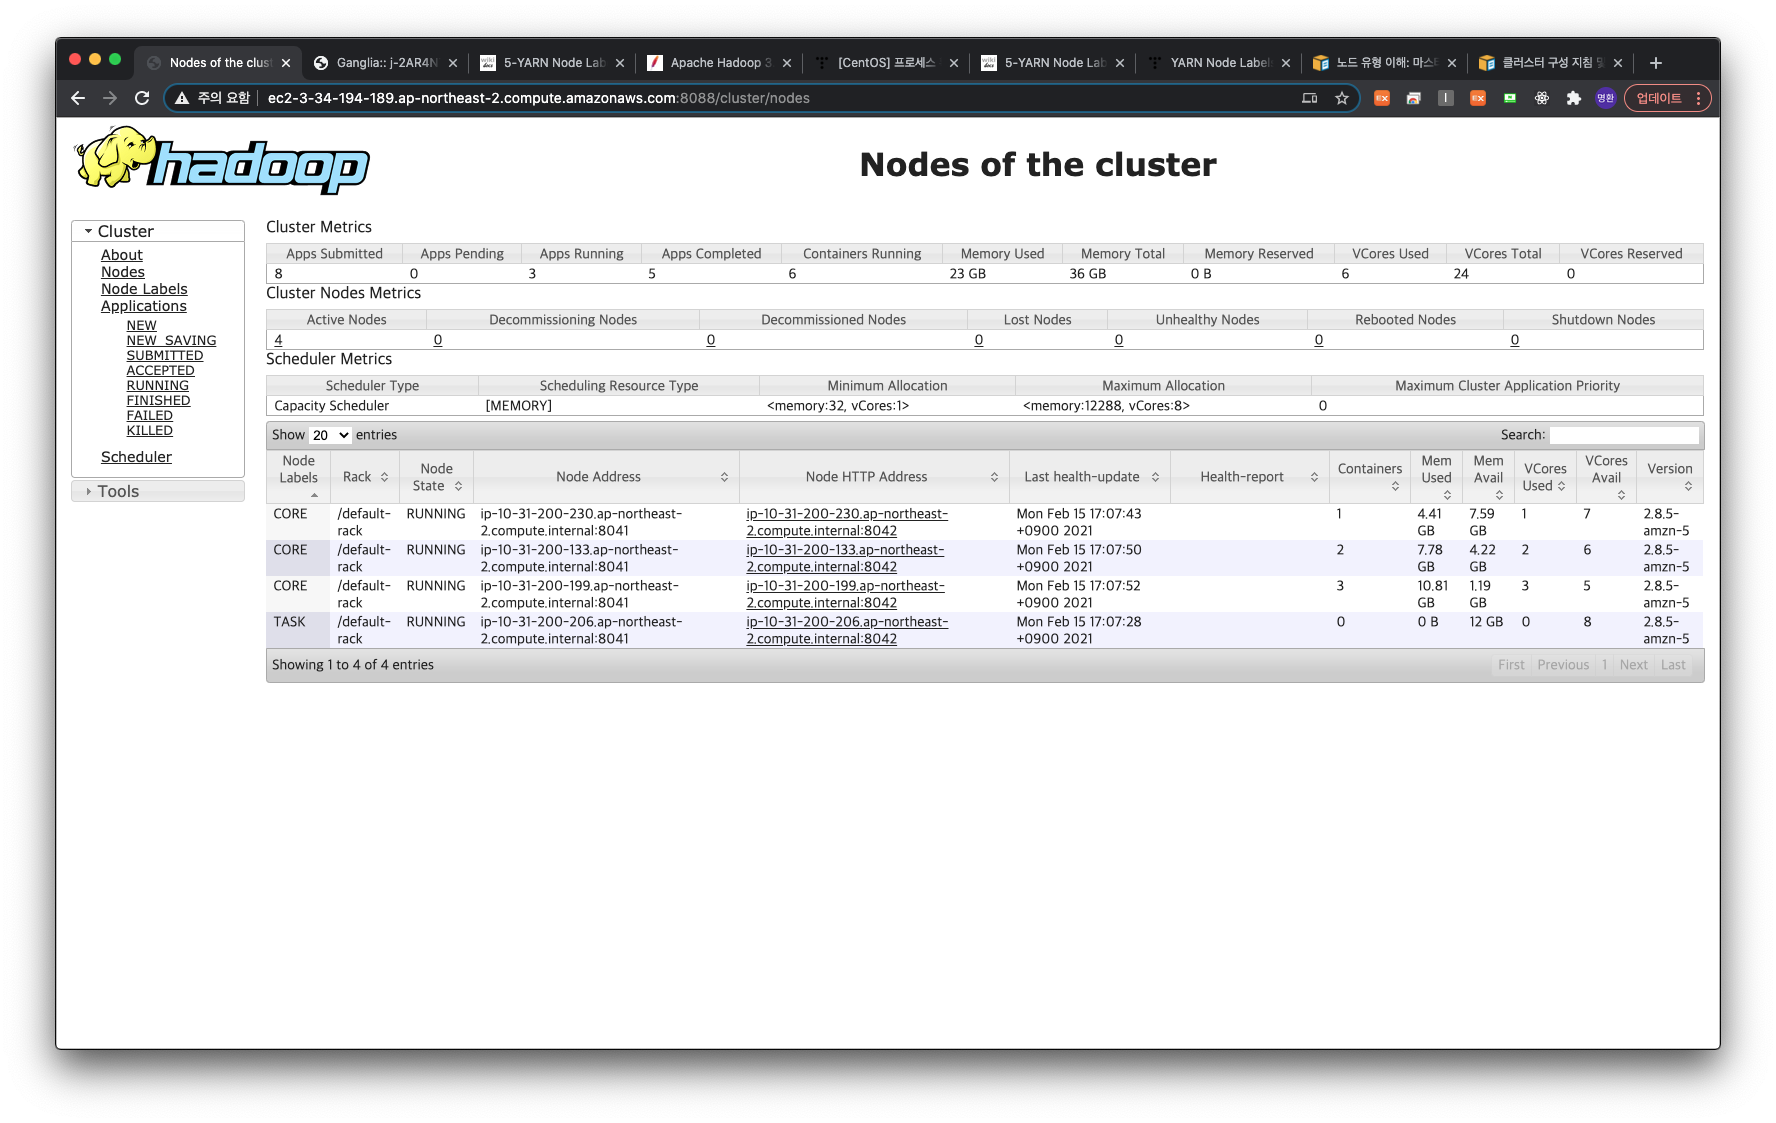 Nodes of the clust
Ganglia:: j-2AR4N
5-YARN Node Lab
Apache Hadoop 3.
[CentOS] 프로세스
5-YARN Node Lab
YARN Node Label
노드 유형 이해: 마스터
클러스터 구성 지침 및
주의 요함 ec2-3-34-194-189.ap-northeast-2.compute.amazonaws.com:8088/cluster/nodes
명환
업데이트
hadoop
Nodes of the cluster
Cluster
About
Nodes
Node Labels
Applications
NEW
NEW_SAVING
SUBMITTED
ACCEPTED
RUNNING
FINISHED
FAILED
KILLED
Scheduler
Tools
Cluster Metrics
Apps Submitted Apps Pending Apps Running Apps Completed Containers Running Memory Used Memory Total Memory Reserved VCores Used VCores Total VCores Reserved
8 0 3 5 6 23 GB 36 GB 0 B 6 24 0
Cluster Nodes Metrics
Active Nodes Decommissioning Nodes Decommissioned Nodes Lost Nodes Unhealthy Nodes Rebooted Nodes Shutdown Nodes
4 0 0 0 0 0 0
Scheduler Metrics
Scheduler Type Scheduling Resource Type Minimum Allocation Maximum Allocation Maximum Cluster Application Priority
Capacity Scheduler [MEMORY] <memory:32, vCores:1> <memory:12288, vCores:8> 0
Show 20 entries Search:
Node Labels Rack Node State Node Address Node HTTP Address Last health-update Health-report Containers Mem Used Mem Avail VCores Used VCores Avail Version
CORE /default- RUNNING ip-10-31-200-230.ap-northeast- ip-10-31-200-230.ap-northeast- Mon Feb 15 17:07:43 1 4.41 7.59 1 7 2.8.5-
rack 2.compute.internal:8041 2.compute.internal:8042 +0900 2021 GB GB amzn-5
CORE /default- RUNNING ip-10-31-200-133.ap-northeast- ip-10-31-200-133.ap-northeast- Mon Feb 15 17:07:50 2 7.78 4.22 2 6 2.8.5-
rack 2.compute.internal:8041 2.compute.internal:8042 +0900 2021 GB GB amzn-5
CORE /default- RUNNING ip-10-31-200-199.ap-northeast- ip-10-31-200-199.ap-northeast- Mon Feb 15 17:07:52 3 10.81 1.19 3 5 2.8.5-
rack 2.compute.internal:8041 2.compute.internal:8042 +0900 2021 GB GB amzn-5
TASK /default- RUNNING ip-10-31-200-206.ap-northeast- ip-10-31-200-206.ap-northeast- Mon Feb 15 17:07:28 0 0 B 12 GB 0 8 2.8.5-
rack 2.compute.internal:8041 2.compute.internal:8042 +0900 2021 amzn-5
Showing 1 to 4 of 4 entries First Previous 1 Next Last